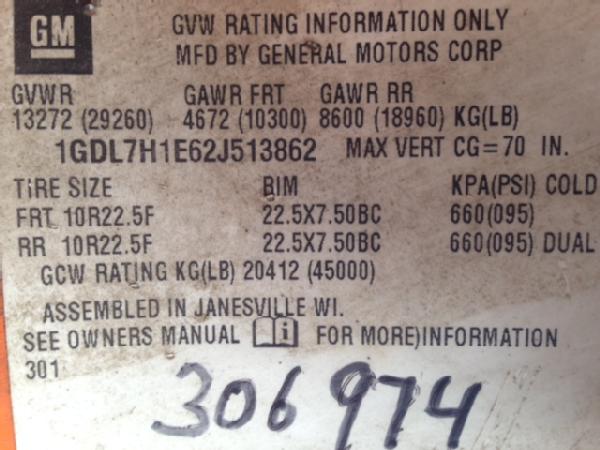 GM
GVW RATING INFORMATION ONLY
MFD BY GENERAL MOTORS CORP
GVWR GAWR FRT GAWR RR
13272 (29260) 4672 (10300) 8600 (18960) KG(LB)
1GDL7H1E62J513862 MAX VERT CG=70 IN.
TIRE SIZE RIM KPA(PSI) COLD
FRT 10R22.5F 22.5X7.50BC 660(095)
RR 10R22.5F 22.5X7.50BC 660(095) DUAL
GCW RATING KG(LB) 20412 (45000)
ASSEMBLED IN JANESVILLE WI.
SEE OWNERS MANUAL i FOR MORE)INFORMATION
301
306974